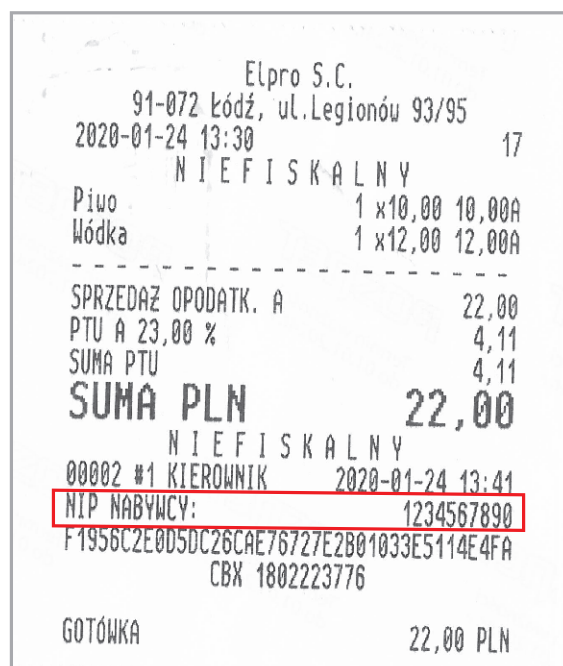 Elpro S.C.
91-072 Łódź, ul.Legionów 93/95
2020-01-24 13:30 17
N I E F I S K A L N Y
Piwo 1 x10,00 10,00A
Wódka 1 x12,00 12,00A
- - - - - - - - - - - - - - - - - - - -
SPRZEDAŻ OPODATK. A 22,00
PTU A 23,00 % 4,11
SUMA PTU 4,11
SUMA PLN 22,00
N I E F I S K A L N Y
00002 #1 KIEROWNIK 2020-01-24 13:41
NIP NABYWCY: 1234567890
F1956C2E0D5DC26CAE76727E2B01033E5114E4FA
CBX 1802223776
GOTÓWKA 22,00 PLN